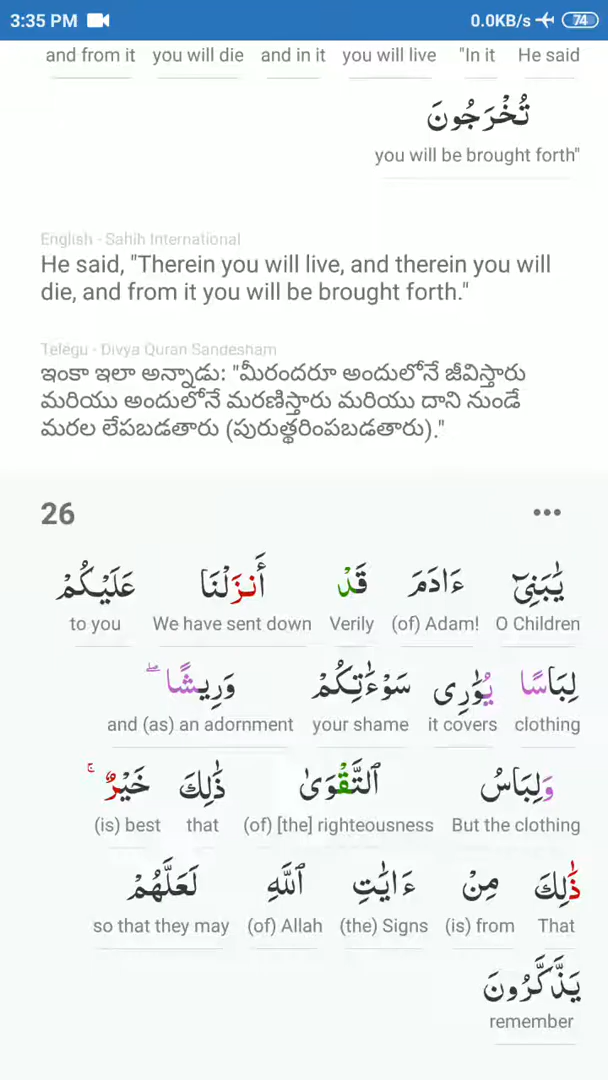 3:35 PM 0.0KB/s 74
and from it you will die and in it you will live "In it He said
تُخْرَجُونَ
you will be brought forth"
English - Sahih International
He said, "Therein you will live, and therein you will
die, and from it you will be brought forth."
Telegu - Divya Quran Sandesham
ఇంకా ఇలా అన్నాడు: "మీరందరూ అందులోనే జీవిస్తారు
మరియు అందులోనే మరణిస్తారు మరియు దాని నుండే
మరల లేపబడతారు (పురుత్థరింపబడతారు)."
26
يَٰبَنِىٓ ءَادَمَ قَدْ أَنزَلْنَا عَلَيْكُمْ
to you We have sent down Verily (of) Adam! O Children
لِبَاسًا يُوَٰرِى سَوْءَٰتِكُمْ وَرِيشًا ۖ
and (as) an adornment your shame it covers clothing
وَلِبَاسُ ٱلتَّقْوَىٰ ذَٰلِكَ خَيْرٌ ۚ
(is) best that (of) [the] righteousness But the clothing
ذَٰلِكَ مِنْ ءَايَٰتِ ٱللَّهِ لَعَلَّهُمْ
so that they may (of) Allah (the) Signs (is) from That
يَذَّكَّرُونَ
remember